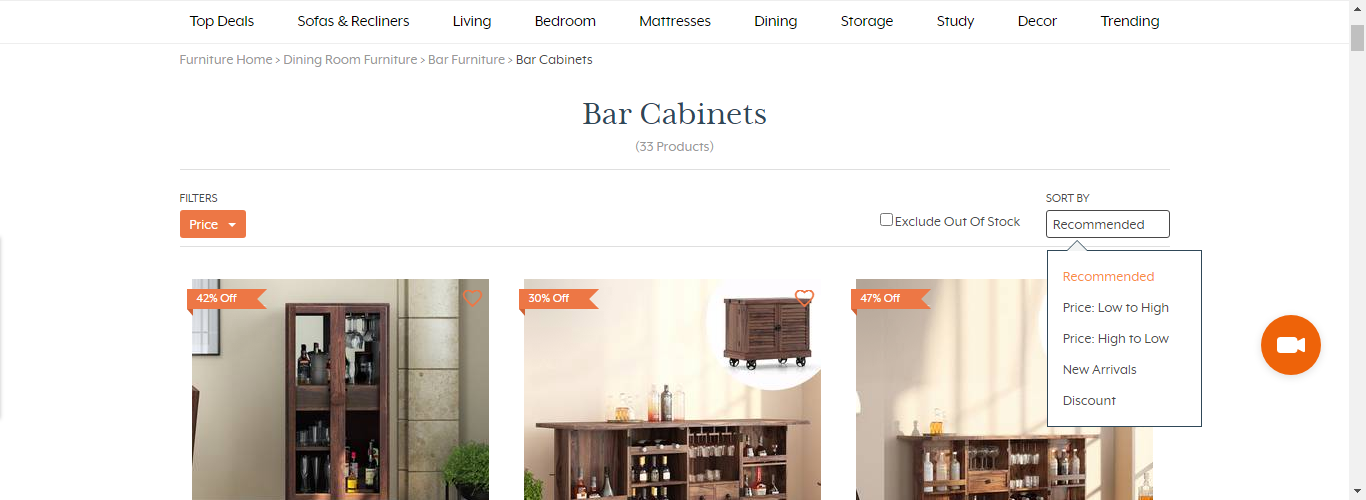 Top Deals Sofas & Recliners Living Bedroom Mattresses Dining Storage Study Decor Trending
Furniture Home > Dining Room Furniture > Bar Furniture > Bar Cabinets
Bar Cabinets
(33 Products)
FILTERS
Price
Exclude Out Of Stock
SORT BY
Recommended
Recommended
Price: Low to High
Price: High to Low
New Arrivals
Discount
42% Off
30% Off
47% Off